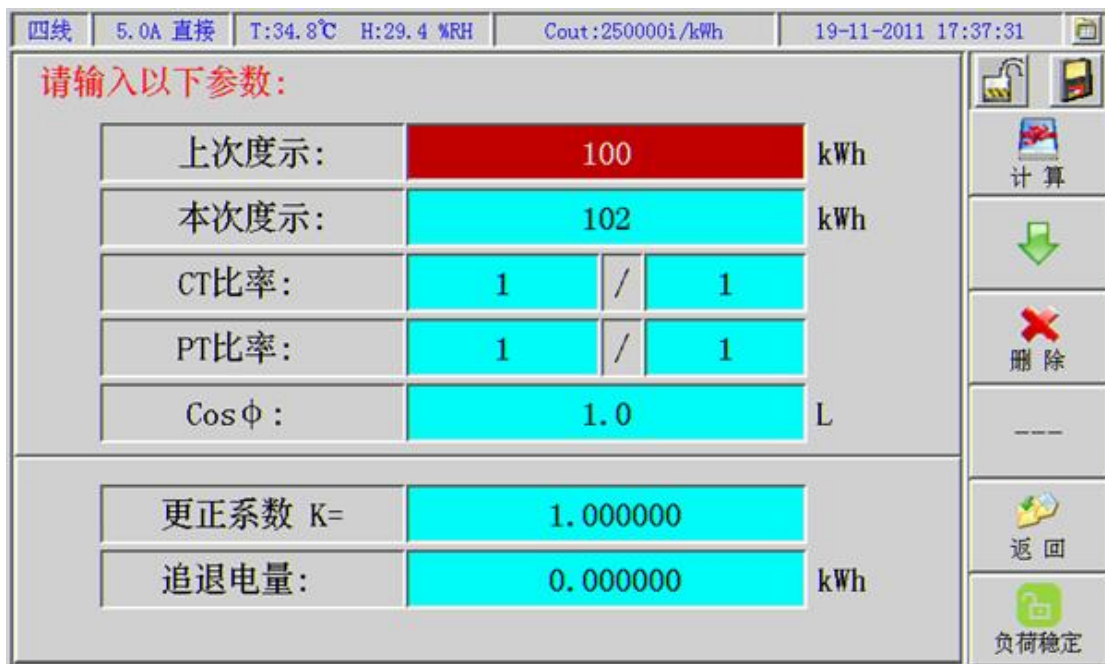 四线 5.0A 直接 T:34.8℃ H:29.4 %RH Cout:250000i/kWh 19-11-2011 17:37:31
请输入以下参数:
上次度示: 100 kWh
本次度示: 102 kWh
CT比率: 1 / 1
PT比率: 1 / 1
Cosφ: 1.0 L
更正系数 K= 1.000000
追退电量: 0.000000 kWh
计 算
删 除
---
返 回
负荷稳定